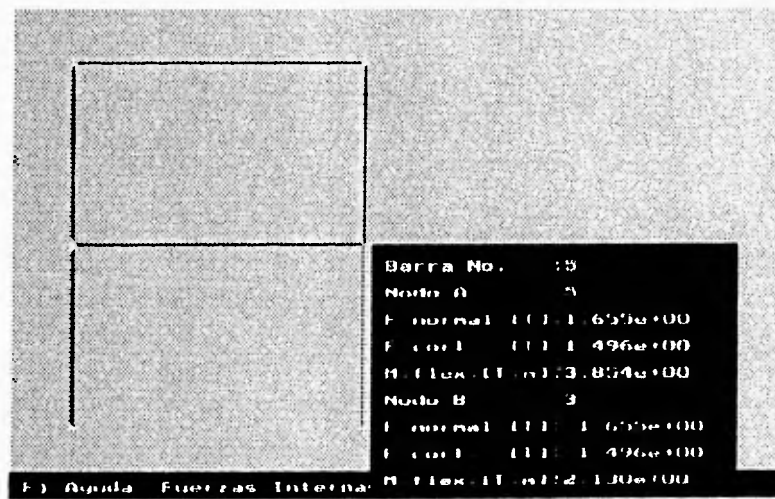 Barra No. :5
Nodo A 5
F normal [T]:1.655e+00
F cort [T]:1.496e+00
M flex.[T m]:3.854e+00
Nodo B 3
F normal [T]: 1.655e+00
F cort [T]: 1.496e+00
M flex.[T m]:2.130e+00
F) Ayuda Fuerzas Interna